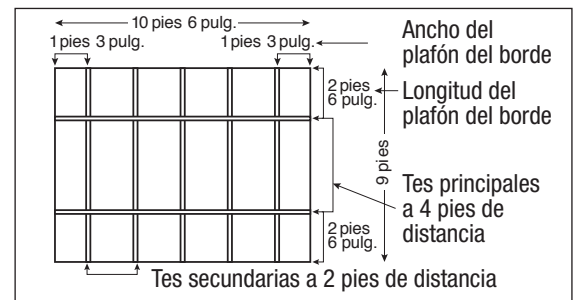 10 pies 6 pulg.
1 pies 3 pulg.
1 pies 3 pulg.
Ancho del
plafón del borde
2 pies
6 pulg.
Longitud del
plafón del borde
9 pies
Tes principales
a 4 pies de
distancia
2 pies
6 pulg.
Tes secundarias a 2 pies de distancia